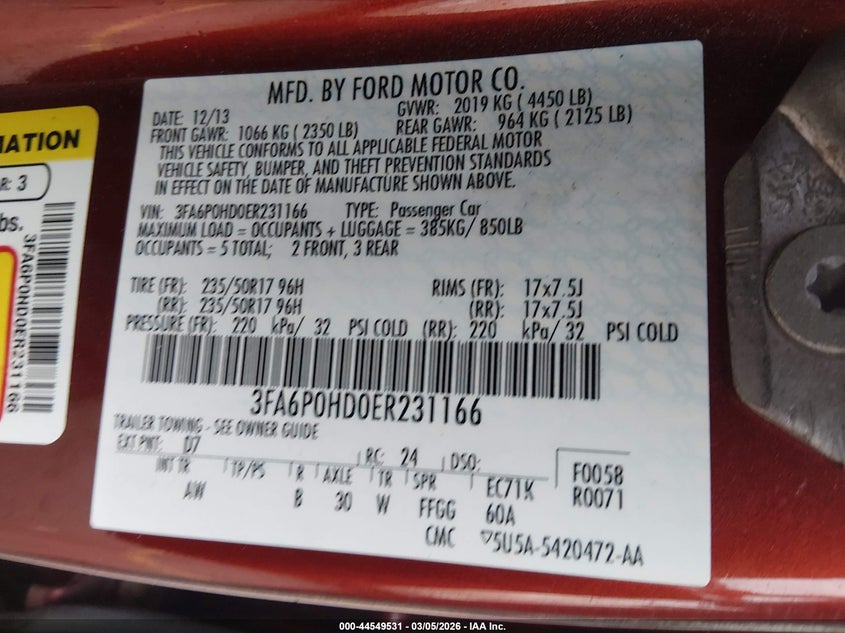 MFD. BY FORD MOTOR CO.
DATE: 12/13 GVWR: 2019 KG ( 4450 LB)
FRONT GAWR: 1066 KG ( 2350 LB) REAR GAWR: 964 KG ( 2125 LB)
THIS VEHICLE CONFORMS TO ALL APPLICABLE FEDERAL MOTOR
VEHICLE SAFETY, BUMPER, AND THEFT PREVENTION STANDARDS
IN EFFECT ON THE DATE OF MANUFACTURE SHOWN ABOVE.
VIN: 3FA6P0HD0ER231166 TYPE: Passenger Car
MAXIMUM LOAD = OCCUPANTS + LUGGAGE = 385KG/ 850LB
OCCUPANTS = 5 TOTAL; 2 FRONT, 3 REAR
TIRE (FR): 235/50R17 96H RIMS (FR): 17x7.5J
(RR): 235/50R17 96H (RR): 17x7.5J
PRESSURE (FR): 220 kPa/ 32 PSI COLD (RR): 220 kPa/ 32 PSI COLD
3FA6P0HD0ER231166
TRAILER TOWING - SEE OWNER GUIDE
EXT PNT: D7 RC: 24 DSO:
INT TR TP/PS R AXLE TR SPR EC71K F0058
AW B 30 W FFGG 60A R0071
CMC 5U5A-5420472-AA
MATION
R: 3
bs.
3FA6P0HD0ER231166
000-44549531 - 03/05/2026 - IAA Inc.